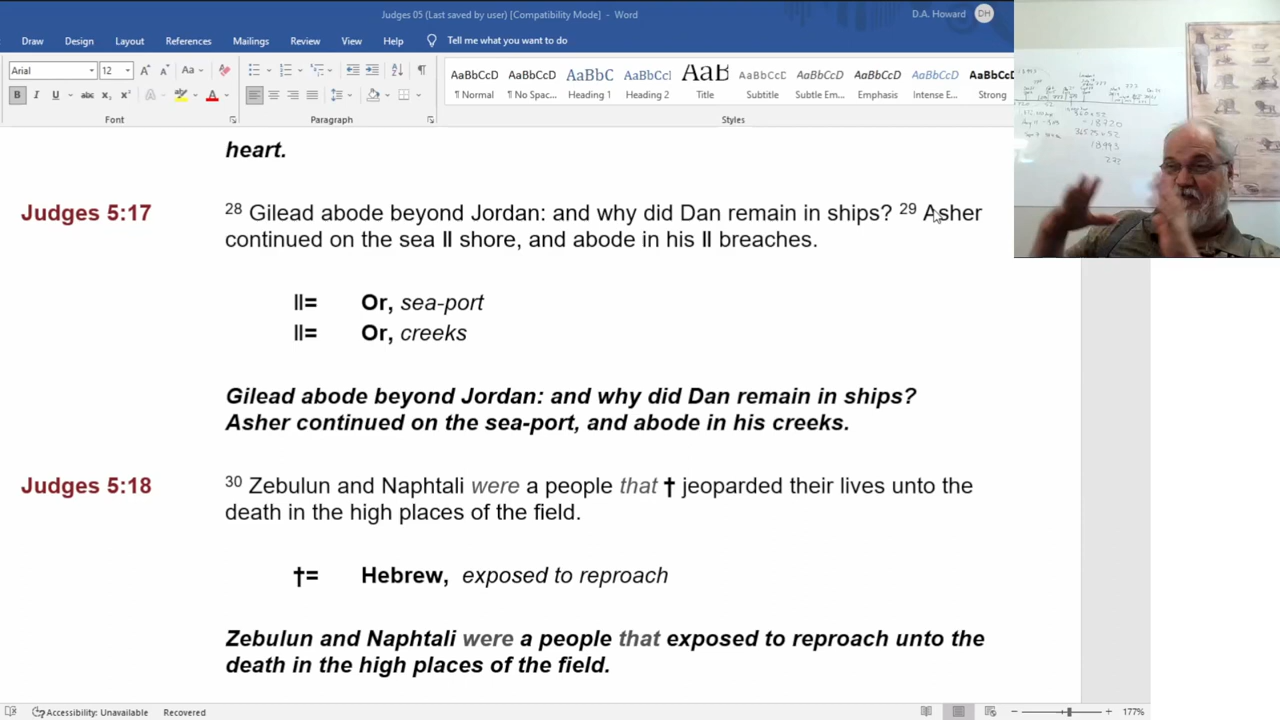 Judges 05 (Last saved by user) [Compatibility Mode] - Word
D.A. Howard DH
Draw Design Layout References Mailings Review View Help Tell me what you want to do
Arial 12 Aa
AaBbCcD AaBbCcD AaBbC AaBbCcD AaB AaBbCcD AaBbCcD AaBbCcD AaBbCcD AaBbCc
B I U abc x₂ x² A
¶ Normal ¶ No Spac... Heading 1 Heading 2 Title Subtitle Subtle Em... Emphasis Intense E... Strong
Font Paragraph Styles
heart.
Judges 5:17 28 Gilead abode beyond Jordan: and why did Dan remain in ships? 29 Asher
continued on the sea ǁ shore, and abode in his ǁ breaches.
ǁ= Or, sea-port
ǁ= Or, creeks
Gilead abode beyond Jordan: and why did Dan remain in ships?
Asher continued on the sea-port, and abode in his creeks.
Judges 5:18 30 Zebulun and Naphtali were a people that † jeoparded their lives unto the
death in the high places of the field.
†= Hebrew, exposed to reproach
Zebulun and Naphtali were a people that exposed to reproach unto the
death in the high places of the field.
Accessibility: Unavailable Recovered
177%